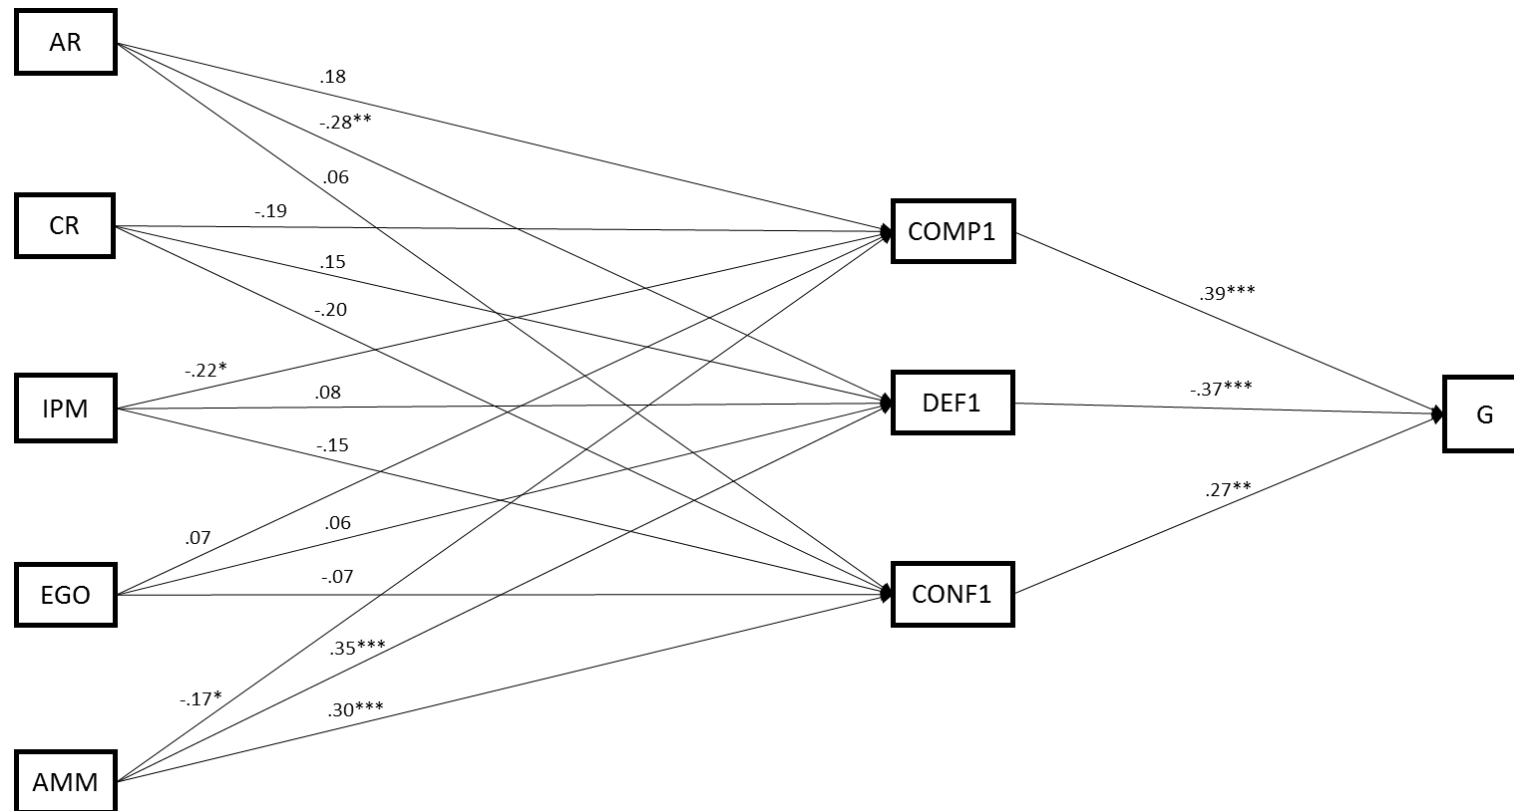 AR
.18
-.28**
.06
CR
-.19
COMP1
.15
-.20
.39***
IPM
-.22*
.08
DEF1
-.37***
G
-.15
.27**
EGO
.07
.06
-.07
CONF1
.35***
AMM
-.17*
.30***